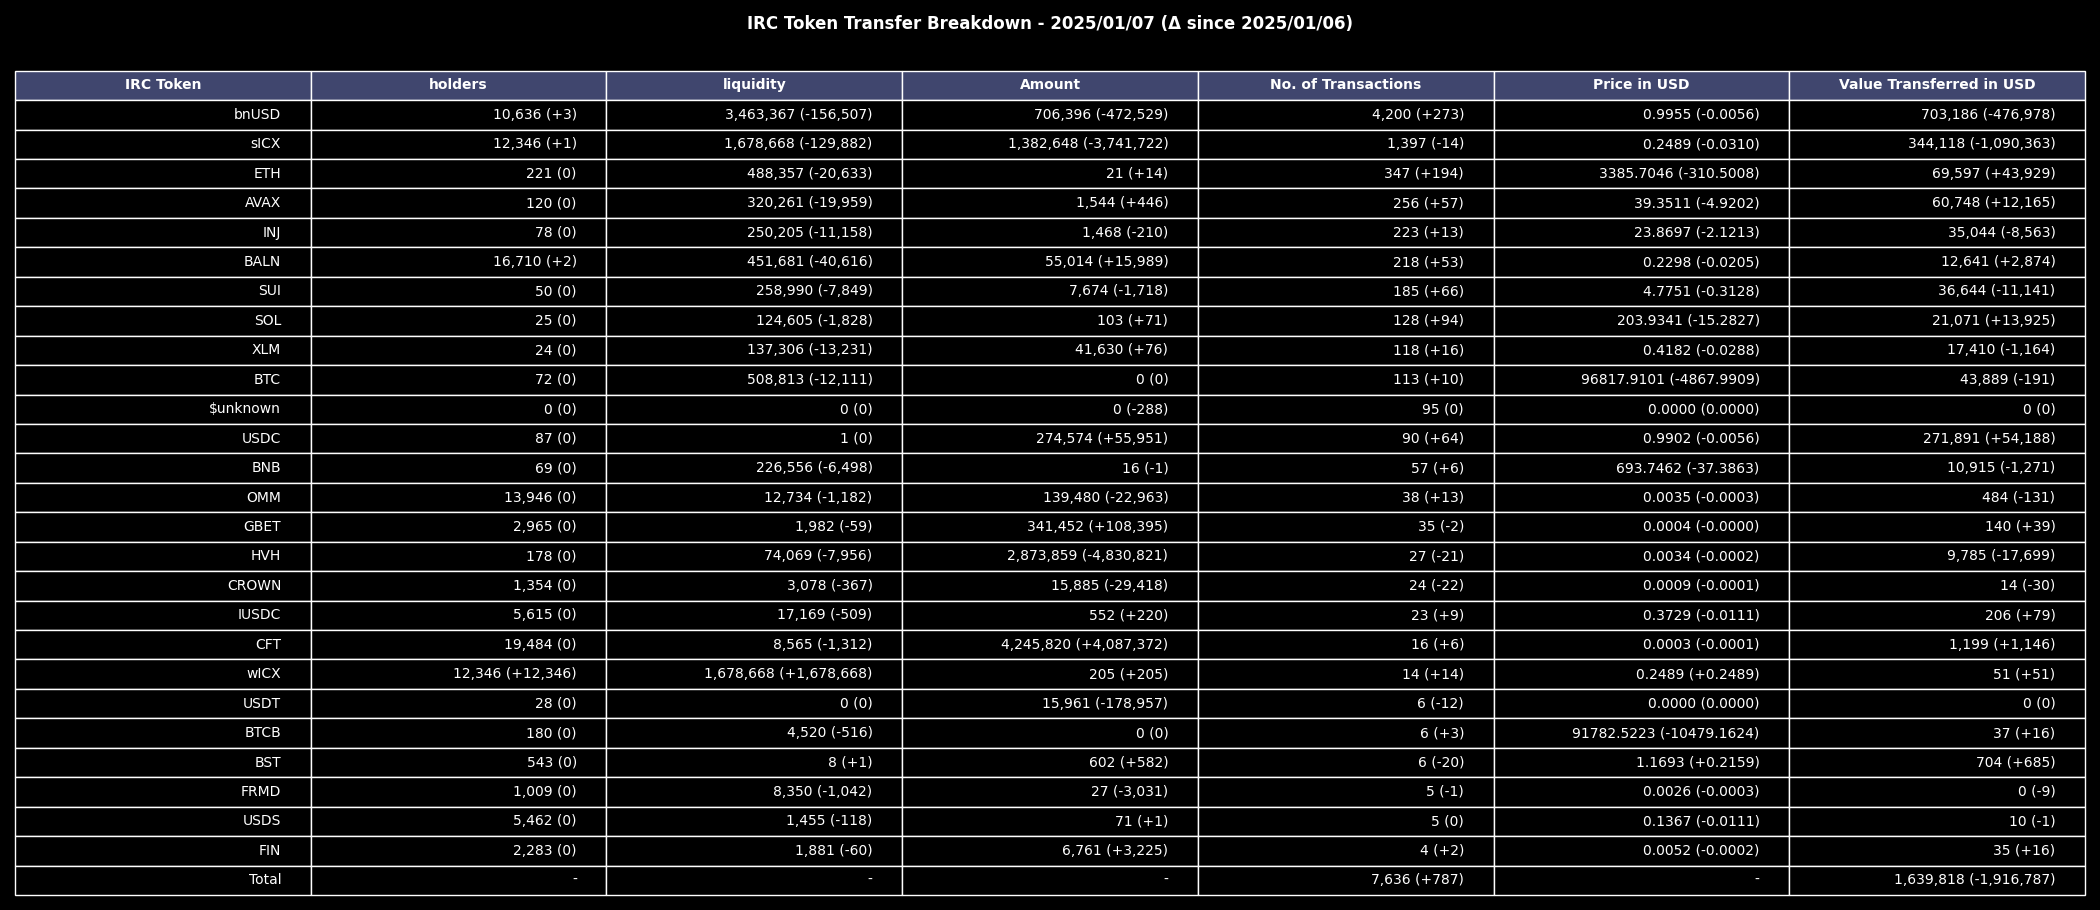 IRC Token Transfer Breakdown - 2025/01/07 (Δ since 2025/01/06)
IRC Token holders liquidity Amount No. of Transactions Price in USD Value Transferred in USD
bnUSD 10,636 (+3) 3,463,367 (-156,507) 706,396 (-472,529) 4,200 (+273) 0.9955 (-0.0056) 703,186 (-476,978)
sICX 12,346 (+1) 1,678,668 (-129,882) 1,382,648 (-3,741,722) 1,397 (-14) 0.2489 (-0.0310) 344,118 (-1,090,363)
ETH 221 (0) 488,357 (-20,633) 21 (+14) 347 (+194) 3385.7046 (-310.5008) 69,597 (+43,929)
AVAX 120 (0) 320,261 (-19,959) 1,544 (+446) 256 (+57) 39.3511 (-4.9202) 60,748 (+12,165)
INJ 78 (0) 250,205 (-11,158) 1,468 (-210) 223 (+13) 23.8697 (-2.1213) 35,044 (-8,563)
BALN 16,710 (+2) 451,681 (-40,616) 55,014 (+15,989) 218 (+53) 0.2298 (-0.0205) 12,641 (+2,874)
SUI 50 (0) 258,990 (-7,849) 7,674 (-1,718) 185 (+66) 4.7751 (-0.3128) 36,644 (-11,141)
SOL 25 (0) 124,605 (-1,828) 103 (+71) 128 (+94) 203.9341 (-15.2827) 21,071 (+13,925)
XLM 24 (0) 137,306 (-13,231) 41,630 (+76) 118 (+16) 0.4182 (-0.0288) 17,410 (-1,164)
BTC 72 (0) 508,813 (-12,111) 0 (0) 113 (+10) 96817.9101 (-4867.9909) 43,889 (-191)
$unknown 0 (0) 0 (0) 0 (-288) 95 (0) 0.0000 (0.0000) 0 (0)
USDC 87 (0) 1 (0) 274,574 (+55,951) 90 (+64) 0.9902 (-0.0056) 271,891 (+54,188)
BNB 69 (0) 226,556 (-6,498) 16 (-1) 57 (+6) 693.7462 (-37.3863) 10,915 (-1,271)
OMM 13,946 (0) 12,734 (-1,182) 139,480 (-22,963) 38 (+13) 0.0035 (-0.0003) 484 (-131)
GBET 2,965 (0) 1,982 (-59) 341,452 (+108,395) 35 (-2) 0.0004 (-0.0000) 140 (+39)
HVH 178 (0) 74,069 (-7,956) 2,873,859 (-4,830,821) 27 (-21) 0.0034 (-0.0002) 9,785 (-17,699)
CROWN 1,354 (0) 3,078 (-367) 15,885 (-29,418) 24 (-22) 0.0009 (-0.0001) 14 (-30)
IUSDC 5,615 (0) 17,169 (-509) 552 (+220) 23 (+9) 0.3729 (-0.0111) 206 (+79)
CFT 19,484 (0) 8,565 (-1,312) 4,245,820 (+4,087,372) 16 (+6) 0.0003 (-0.0001) 1,199 (+1,146)
wICX 12,346 (+12,346) 1,678,668 (+1,678,668) 205 (+205) 14 (+14) 0.2489 (+0.2489) 51 (+51)
USDT 28 (0) 0 (0) 15,961 (-178,957) 6 (-12) 0.0000 (0.0000) 0 (0)
BTCB 180 (0) 4,520 (-516) 0 (0) 6 (+3) 91782.5223 (-10479.1624) 37 (+16)
BST 543 (0) 8 (+1) 602 (+582) 6 (-20) 1.1693 (+0.2159) 704 (+685)
FRMD 1,009 (0) 8,350 (-1,042) 27 (-3,031) 5 (-1) 0.0026 (-0.0003) 0 (-9)
USDS 5,462 (0) 1,455 (-118) 71 (+1) 5 (0) 0.1367 (-0.0111) 10 (-1)
FIN 2,283 (0) 1,881 (-60) 6,761 (+3,225) 4 (+2) 0.0052 (-0.0002) 35 (+16)
Total - - - 7,636 (+787) - 1,639,818 (-1,916,787)